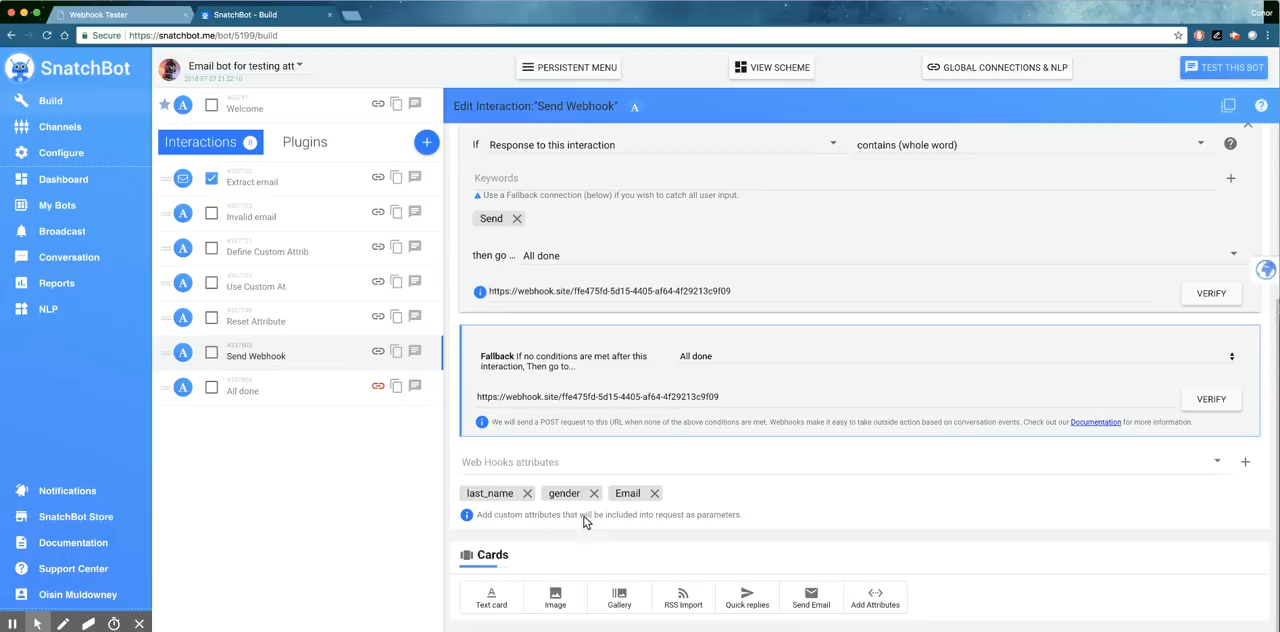 Webhook Tester
SnatchBot - Build
Conor
Secure
https://snatchbot.me/bot/5199/build
SnatchBot
Build
Channels
Configure
Dashboard
My Bots
Broadcast
Conversation
Reports
NLP
Notifications
SnatchBot Store
Documentation
Support Center
Oisin Muldowney
Email bot for testing att
2018-07-27 21:22:10
PERSISTENT MENU
VIEW SCHEME
GLOBAL CONNECTIONS & NLP
TEST THIS BOT
Welcome
Interactions 8
Plugins
Extract email
Invalid email
Define Custom Attrib
Use Custom At.
Reset Attribute
Send Webhook
All done
Edit Interaction:"Send Webhook"
If Response to this interaction
contains (whole word)
Keywords
Use a Fallback connection (below) if you wish to catch all user input.
Send
then go ... All done
https://webhook.site/ffe475fd-5d15-4405-af64-4f29213c9f09
VERIFY
Fallback If no conditions are met after this
interaction, Then go to...
All done
https://webhook.site/ffe475fd-5d15-4405-af64-4f29213c9f09
VERIFY
We will send a POST request to this URL when none of the above conditions are met. Webhooks make it easy to take outside action based on conversation events. Check out our Documentation for more information.
Web Hooks attributes
last_name
gender
Email
Add custom attributes that will be included into request as parameters.
Cards
Text card
Image
Gallery
RSS Import
Quick replies
Send Email
Add Attributes